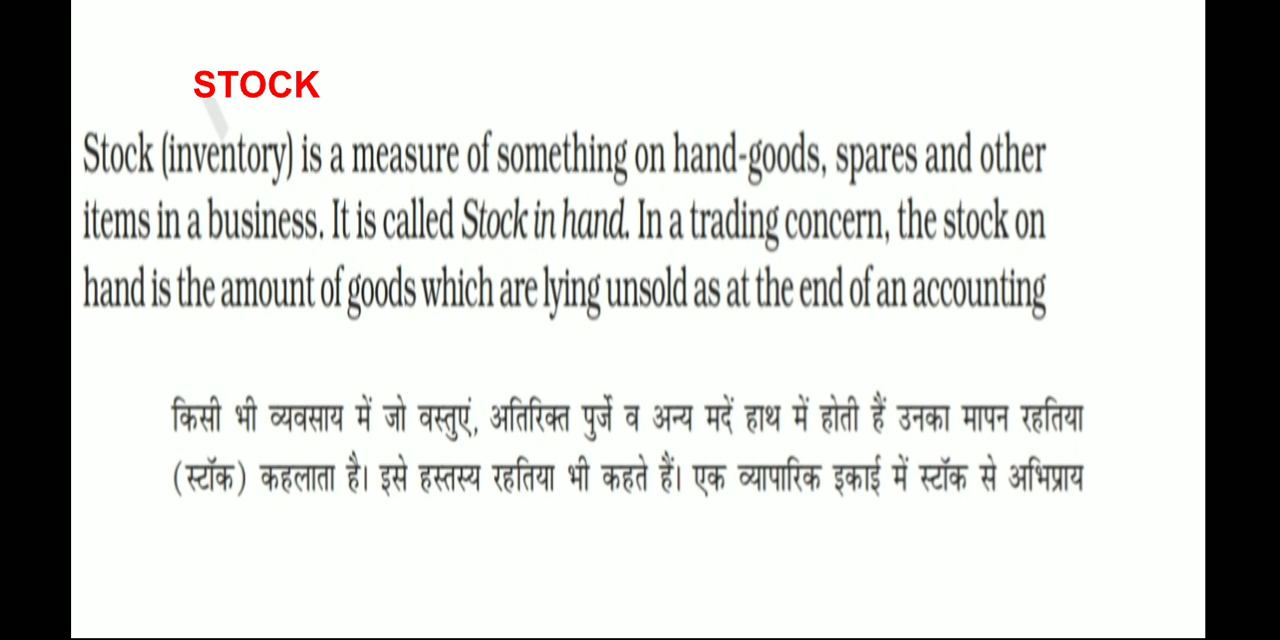 STOCK
Stock (inventory) is a measure of something on hand-goods, spares and other
items in a business. It is called Stock in hand. In a trading concern, the stock on
hand is the amount of goods which are lying unsold as at the end of an accounting
किसी भी व्यवसाय में जो वस्तुएं, अतिरिक्त पुर्जे व अन्य मदें हाथ में होती हैं उनका मापन रहतिया
(स्टॉक) कहलाता है। इसे हस्तस्य रहतिया भी कहते हैं। एक व्यापारिक इकाई में स्टॉक से अभिप्राय